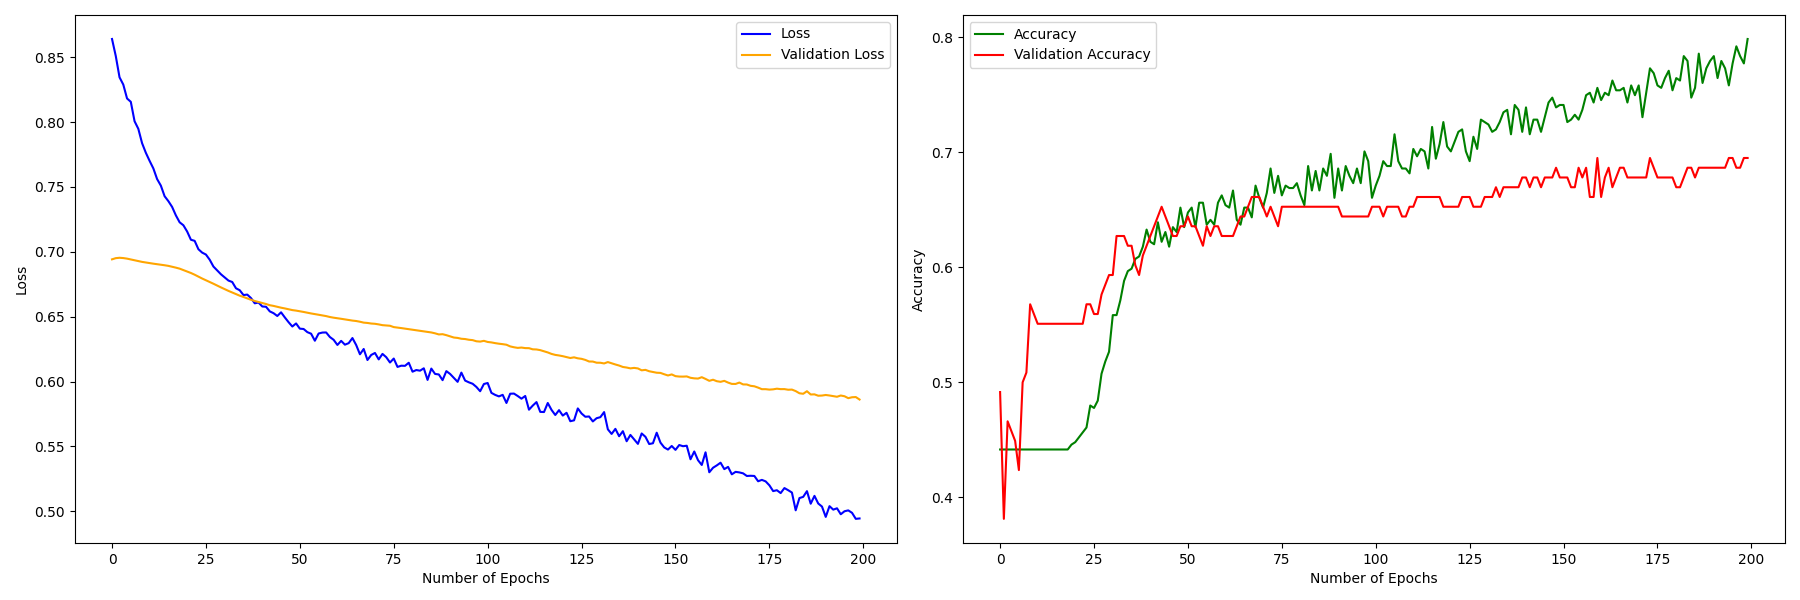 Loss
Validation Loss
0.85
0.80
0.75
0.70
0.65
0.60
0.55
0.50
Loss
0 25 50 75 100 125 150 175 200
Number of Epochs
Accuracy
Validation Accuracy
0.8
0.7
0.6
0.5
0.4
Accuracy
0 25 50 75 100 125 150 175 200
Number of Epochs